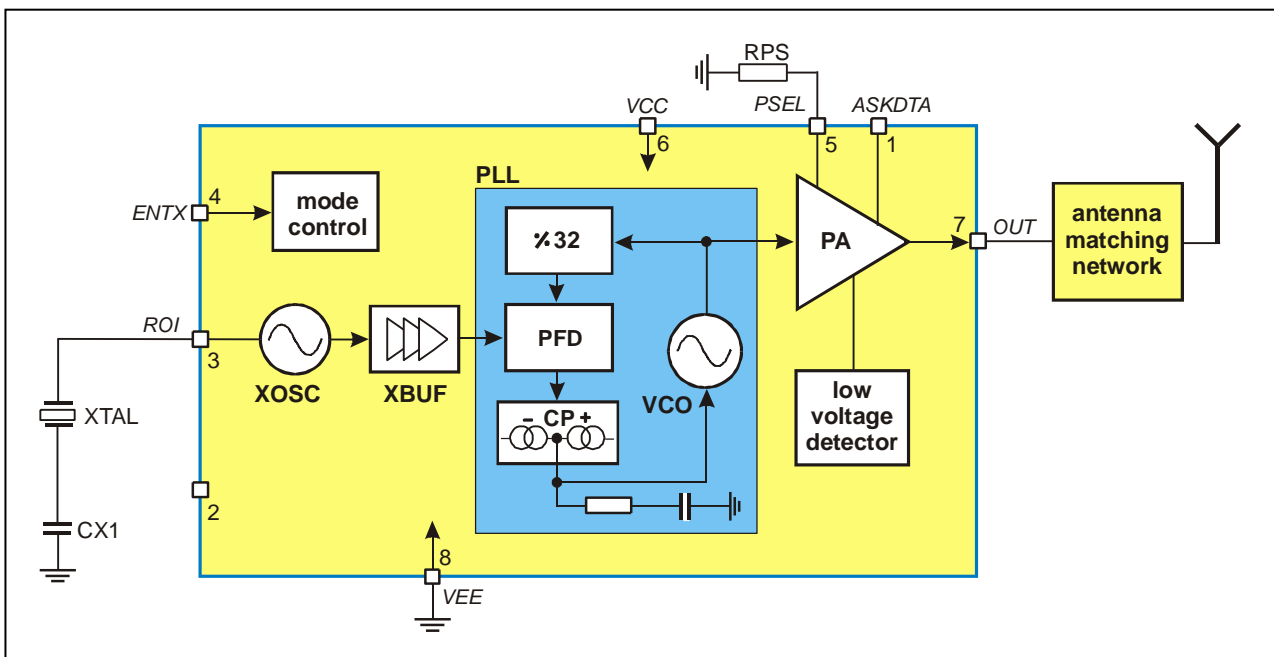 RPS
VCC
PSEL
ASKDTA
6
5
1
PLL
4
ENTX
mode
control
٪32
PA
7
OUT
antenna
matching
network
ROI
3
PFD
XOSC
XBUF
VCO
low
voltage
detector
- CP +
XTAL
2
CX1
8
VEE